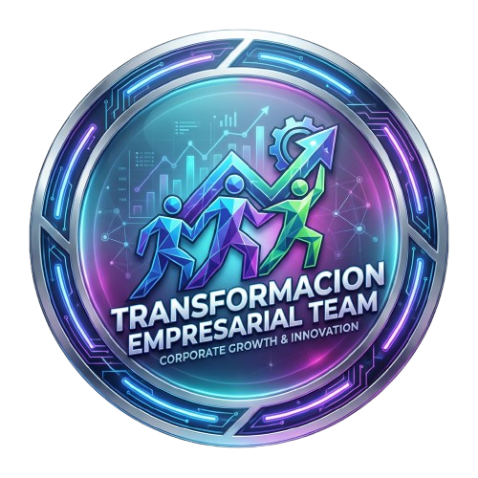 TRANSFORMACION
EMPRESARIAL TEAM
CORPORATE GROWTH & INNOVATION